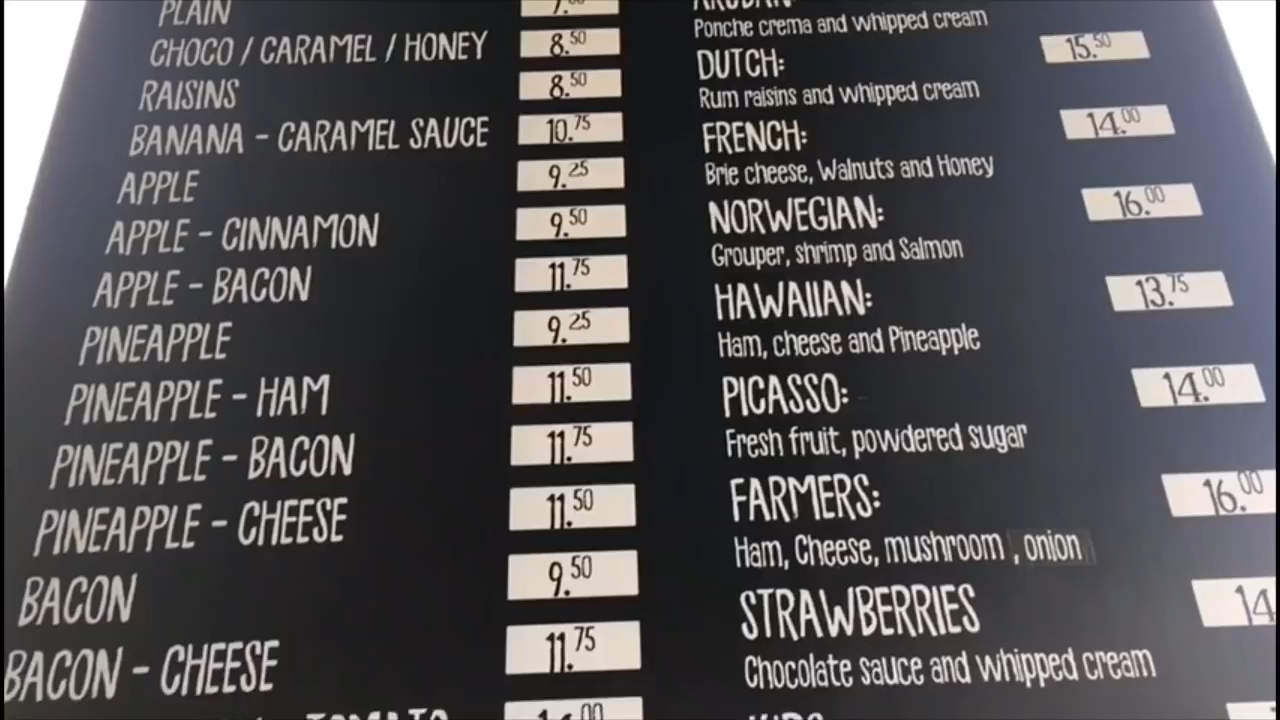 PLAIN
CHOCO / CARAMEL / HONEY 8.50
RAISINS 8.50
BANANA - CARAMEL SAUCE 10.75
APPLE 9.25
APPLE - CINNAMON 9.50
APPLE - BACON 11.75
PINEAPPLE 9.25
PINEAPPLE - HAM 11.50
PINEAPPLE - BACON 11.75
PINEAPPLE - CHEESE 11.50
BACON 9.50
BACON - CHEESE 11.75
TOMATO
Ponche crema and whipped cream
DUTCH: 15.50
Rum raisins and whipped cream
FRENCH: 14.00
Brie cheese, Walnuts and Honey
NORWEGIAN: 16.00
Grouper, shrimp and Salmon
HAWAIIAN: 13.75
Ham, cheese and Pineapple
PICASSO: 14.00
Fresh fruit, powdered sugar
FARMERS: 16.00
Ham, Cheese, mushroom , onion
STRAWBERRIES 14
Chocolate sauce and whipped cream
KIDS